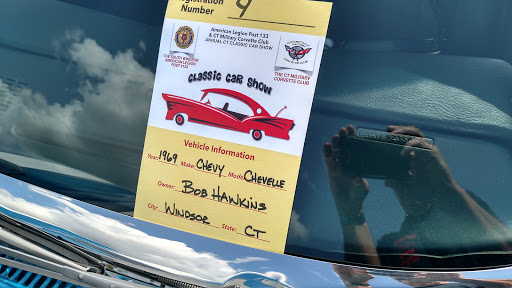 Registration
Number 9
American Legion Post 133
& CT Military Corvette Club
ANNUAL CT CLASSIC CAR SHOW
THE SOUTH WINDSOR
AMERICAN LEGION
POST 133
THE CT MILITARY
CORVETTE CLUB
CLASSIC CAR SHOW
Vehicle Information
Year: 1969 Make: CHEVY Model: CHEVELLE
Owner: BOB HAWKINS
City: WINDSOR State: CT